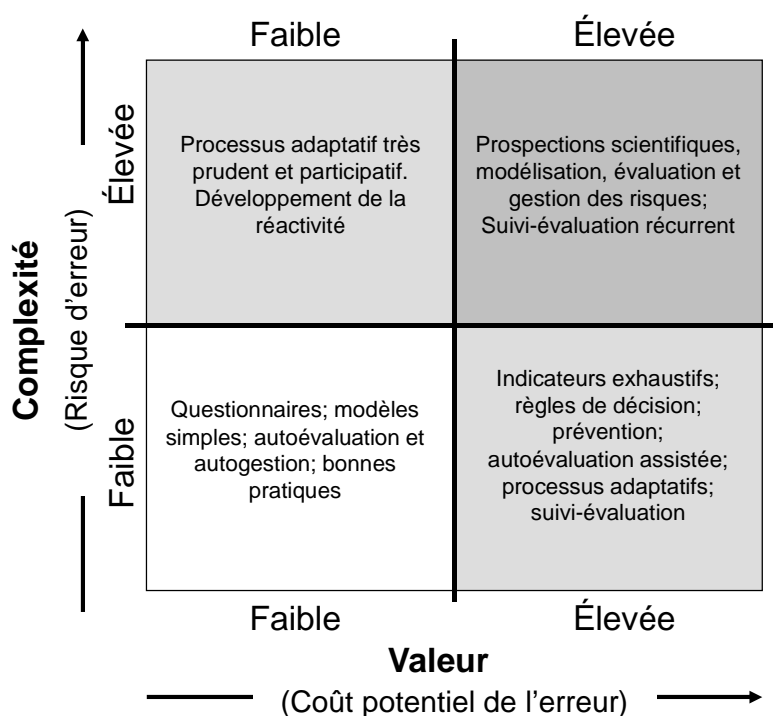 Faible
Élevée
Complexité
(Risque d'erreur)
Élevée
Processus adaptatif très
prudent et participatif.
Développement de la
réactivité
Prospections scientifiques,
modélisation, évaluation et
gestion des risques;
Suivi-évaluation récurrent
Faible
Questionnaires; modèles
simples; autoévaluation et
autogestion; bonnes
pratiques
Indicateurs exhaustifs;
règles de décision;
prévention;
autoévaluation assistée;
processus adaptatifs;
suivi-évaluation
Faible
Élevée
Valeur
(Coût potentiel de l'erreur)